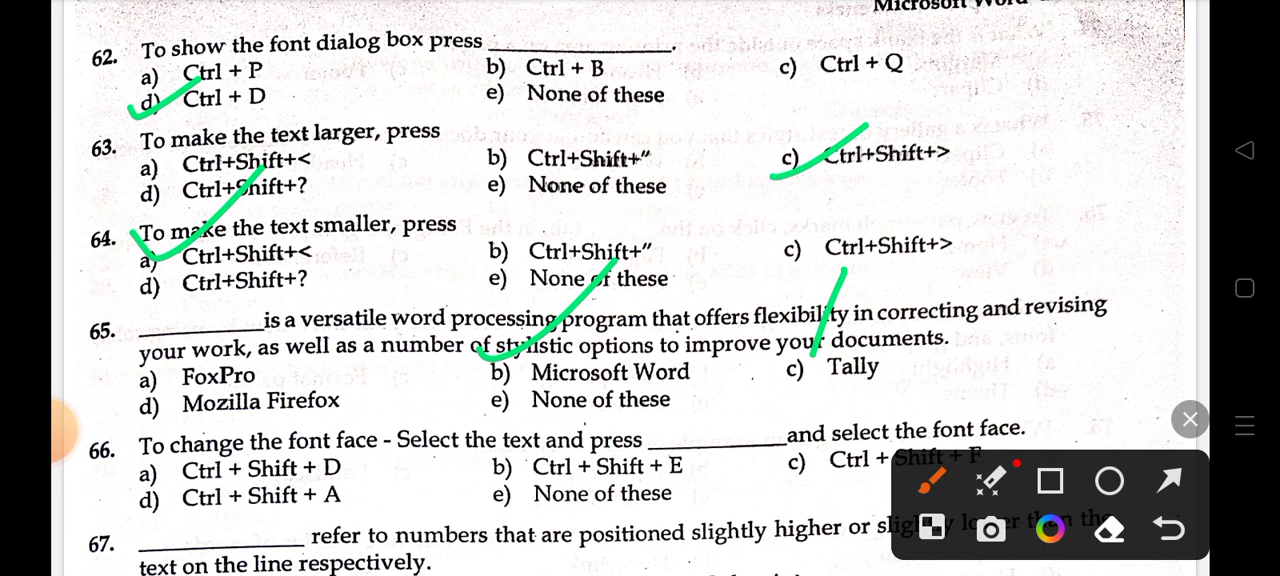 Microsoft Word
62. To show the font dialog box press ____________.
a) Ctrl + P b) Ctrl + B c) Ctrl + Q
d) Ctrl + D e) None of these
63. To make the text larger, press
a) Ctrl+Shift+< b) Ctrl+Shift+" c) Ctrl+Shift+>
d) Ctrl+Shift+? e) None of these
64. To make the text smaller, press
a) Ctrl+Shift+< b) Ctrl+Shift+" c) Ctrl+Shift+>
d) Ctrl+Shift+? e) None of these
65. ________is a versatile word processing program that offers flexibility in correcting and revising
your work, as well as a number of stylistic options to improve your documents.
a) FoxPro b) Microsoft Word c) Tally
d) Mozilla Firefox e) None of these
66. To change the font face - Select the text and press _________and select the font face.
a) Ctrl + Shift + D b) Ctrl + Shift + E c) Ctrl + Shift + F
d) Ctrl + Shift + A e) None of these
67. ___________ refer to numbers that are positioned slightly higher or slightly lower then the
text on the line respectively.